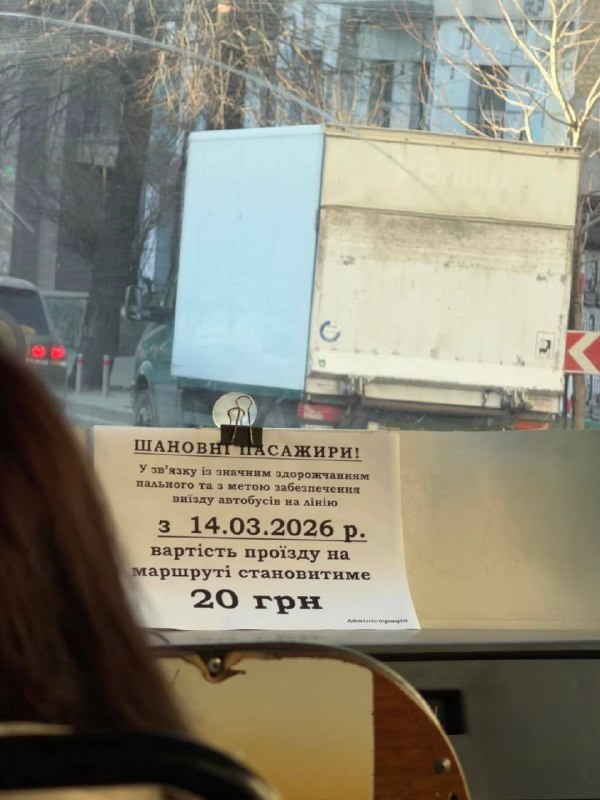 ШАНОВНІ ПАСАЖИРИ!
У зв'язку із значним здорожчанням
пального та з метою забезпечення
виїзду автобусів на лінію
з 14.03.2026 р.
вартість проїзду на
маршруті становитиме
20 грн
Адміністрація